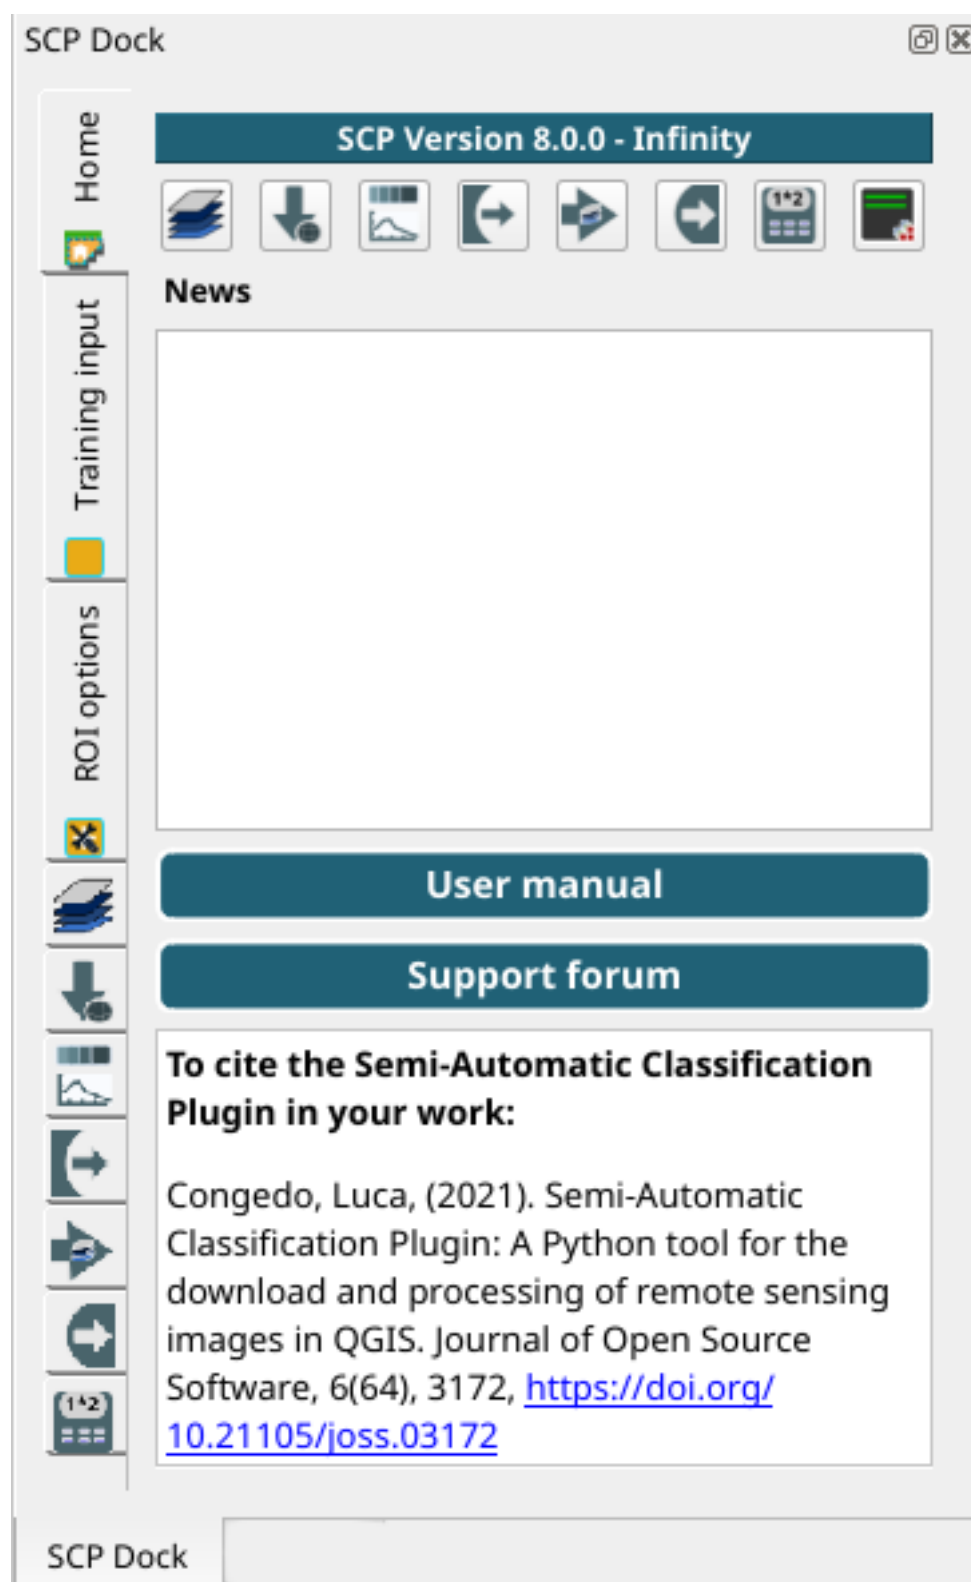 SCP Dock
Home
Training input
ROI options
SCP Version 8.0.0 - Infinity
1*2
News
User manual
Support forum
To cite the Semi-Automatic Classification
Plugin in your work:
Congedo, Luca, (2021). Semi-Automatic
Classification Plugin: A Python tool for the
download and processing of remote sensing
images in QGIS. Journal of Open Source
Software, 6(64), 3172, https://doi.org/
10.21105/joss.03172
1*2
SCP Dock